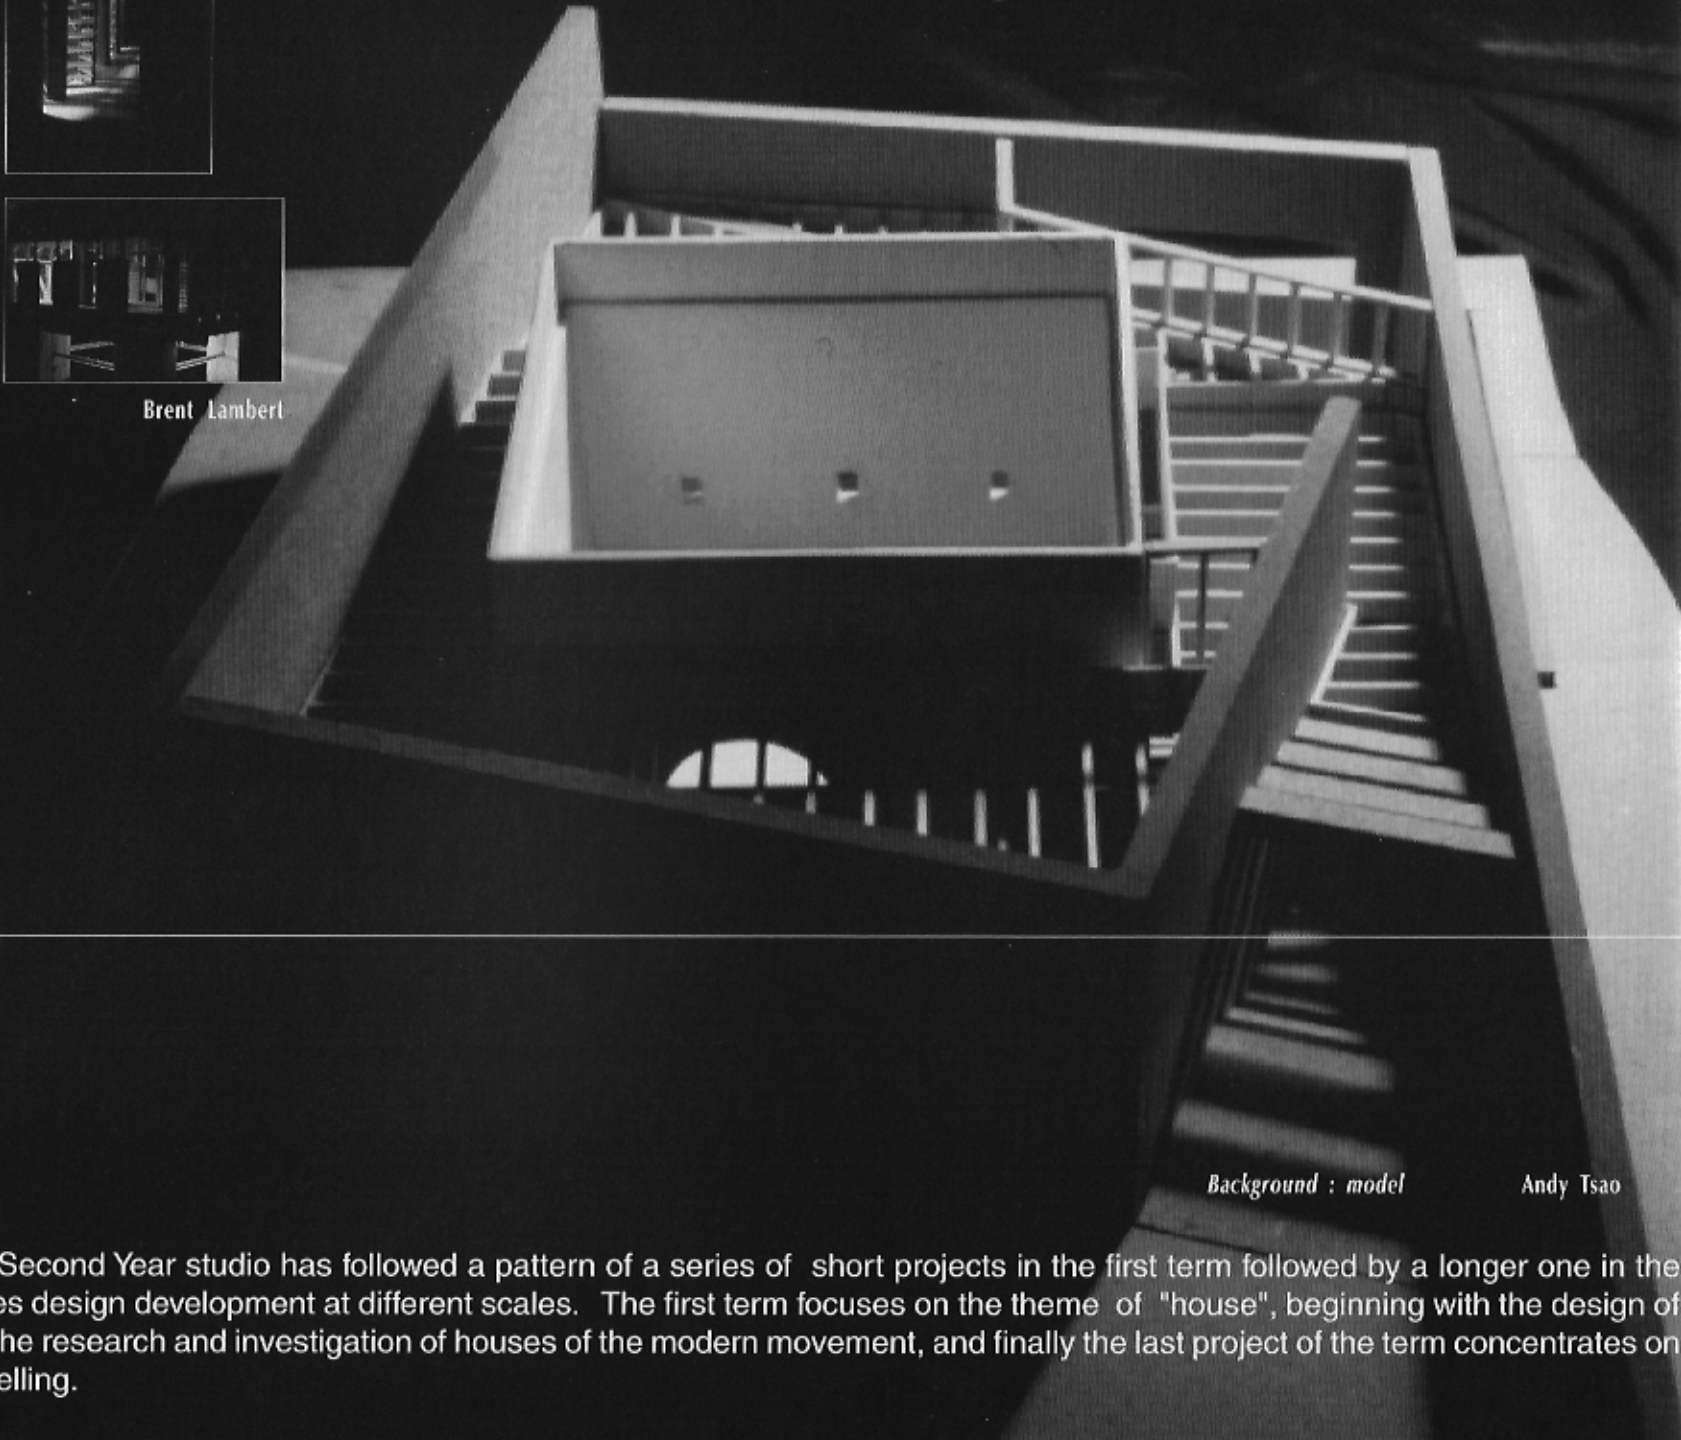 Brent Lambert
Background : model Andy Tsao
Second Year studio has followed a pattern of a series of short projects in the first term followed by a longer one in the
es design development at different scales. The first term focuses on the theme of "house", beginning with the design of
he research and investigation of houses of the modern movement, and finally the last project of the term concentrates on
elling.